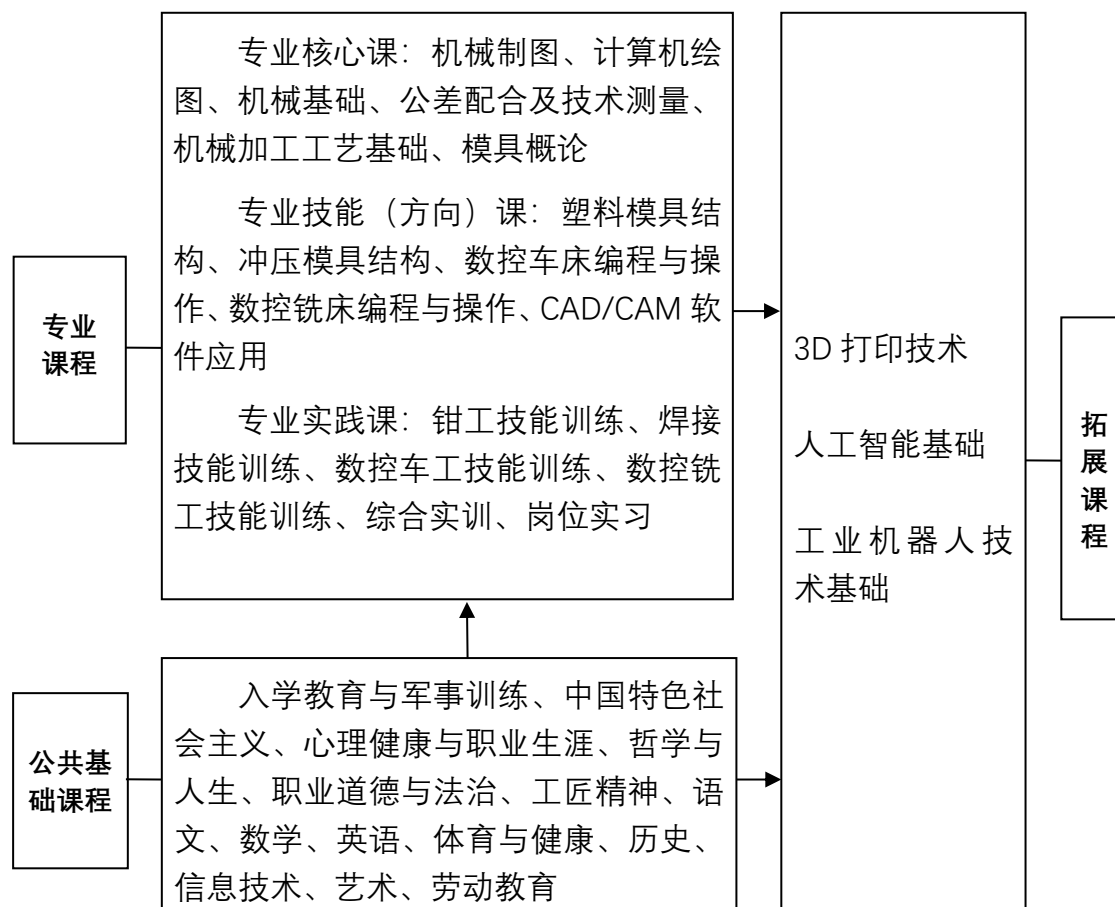 专业核心课：机械制图、计算机绘
图、机械基础、公差配合及技术测量、
机械加工工艺基础、模具概论
专业技能（方向）课：塑料模具结
构、冲压模具结构、数控车床编程与操
作、数控铣床编程与操作、CAD/CAM 软
件应用
专业实践课：钳工技能训练、焊接
技能训练、数控车工技能训练、数控铣
工技能训练、综合实训、岗位实习
专业
课程
3D 打印技术
人工智能基础
工业机器人技
术基础
拓
展
课
程
公共基
础课程
入学教育与军事训练、中国特色社
会主义、心理健康与职业生涯、哲学与
人生、职业道德与法治、工匠精神、语
文、数学、英语、体育与健康、历史、
信息技术、艺术、劳动教育